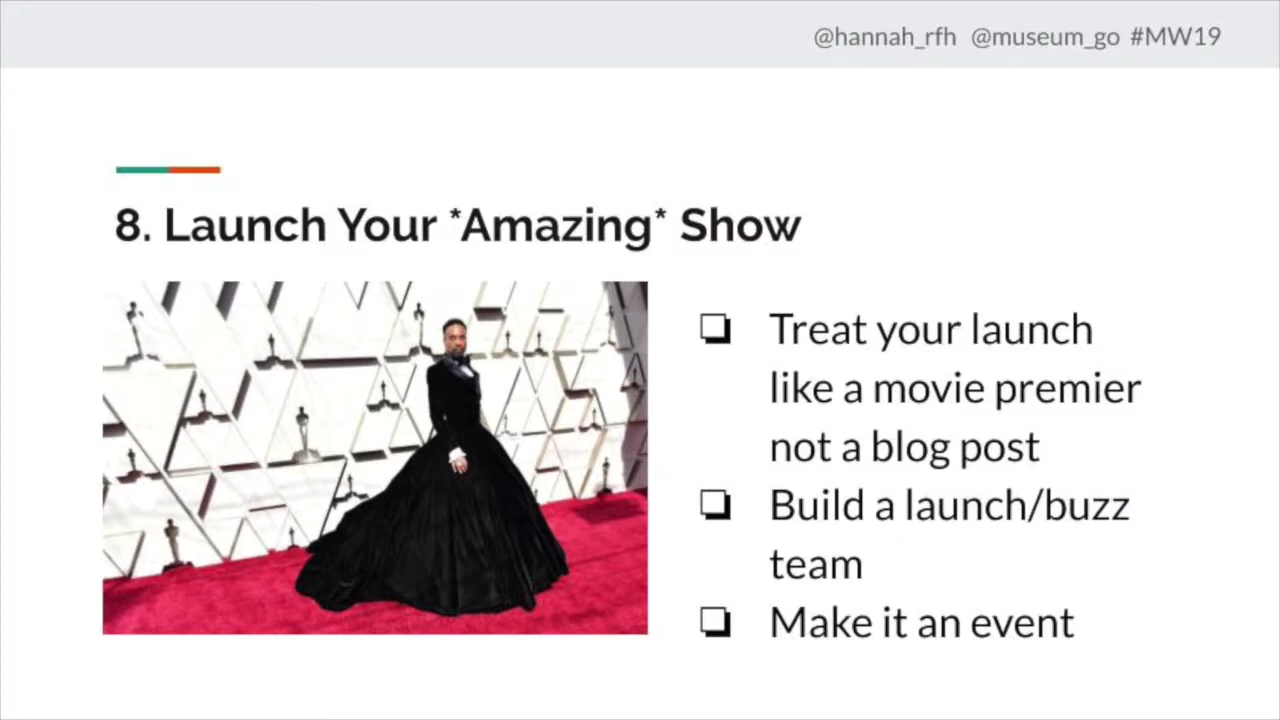 @hannah_rfh @museum_go #MW19
8. Launch Your *Amazing* Show
Treat your launch
like a movie premier
not a blog post
Build a launch/buzz
team
Make it an event